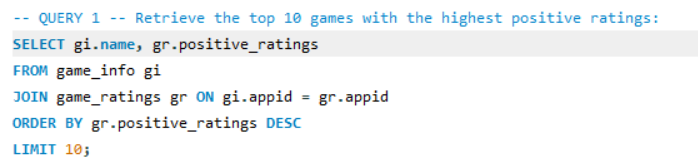 -- QUERY 1 -- Retrieve the top 10 games with the highest positive ratings:
SELECT gi.name, gr.positive_ratings
FROM game_info gi
JOIN game_ratings gr ON gi.appid = gr.appid
ORDER BY gr.positive_ratings DESC
LIMIT 10;